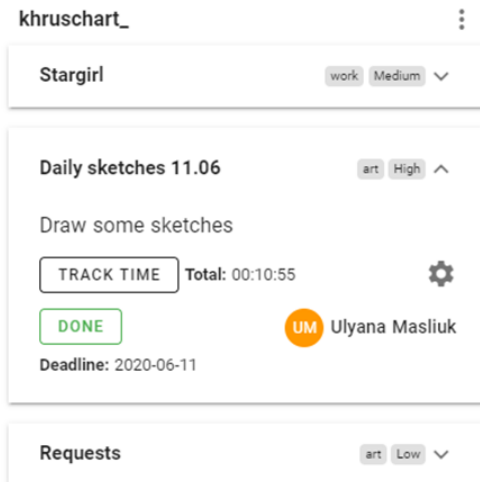 khruschart_
Stargirl work Medium
Daily sketches 11.06 art High
Draw some sketches
TRACK TIME Total: 00:10:55
DONE UM Ulyana Masliuk
Deadline: 2020-06-11
Requests art Low